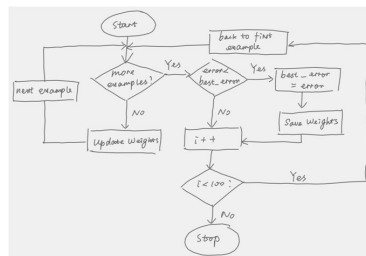 Start
back to first
example
more
examples?
Yes
error<
best_error
Yes
best_error
= error
next example
No
No
Save Weights
Update Weights
i++
i<100?
Yes
No
Stop